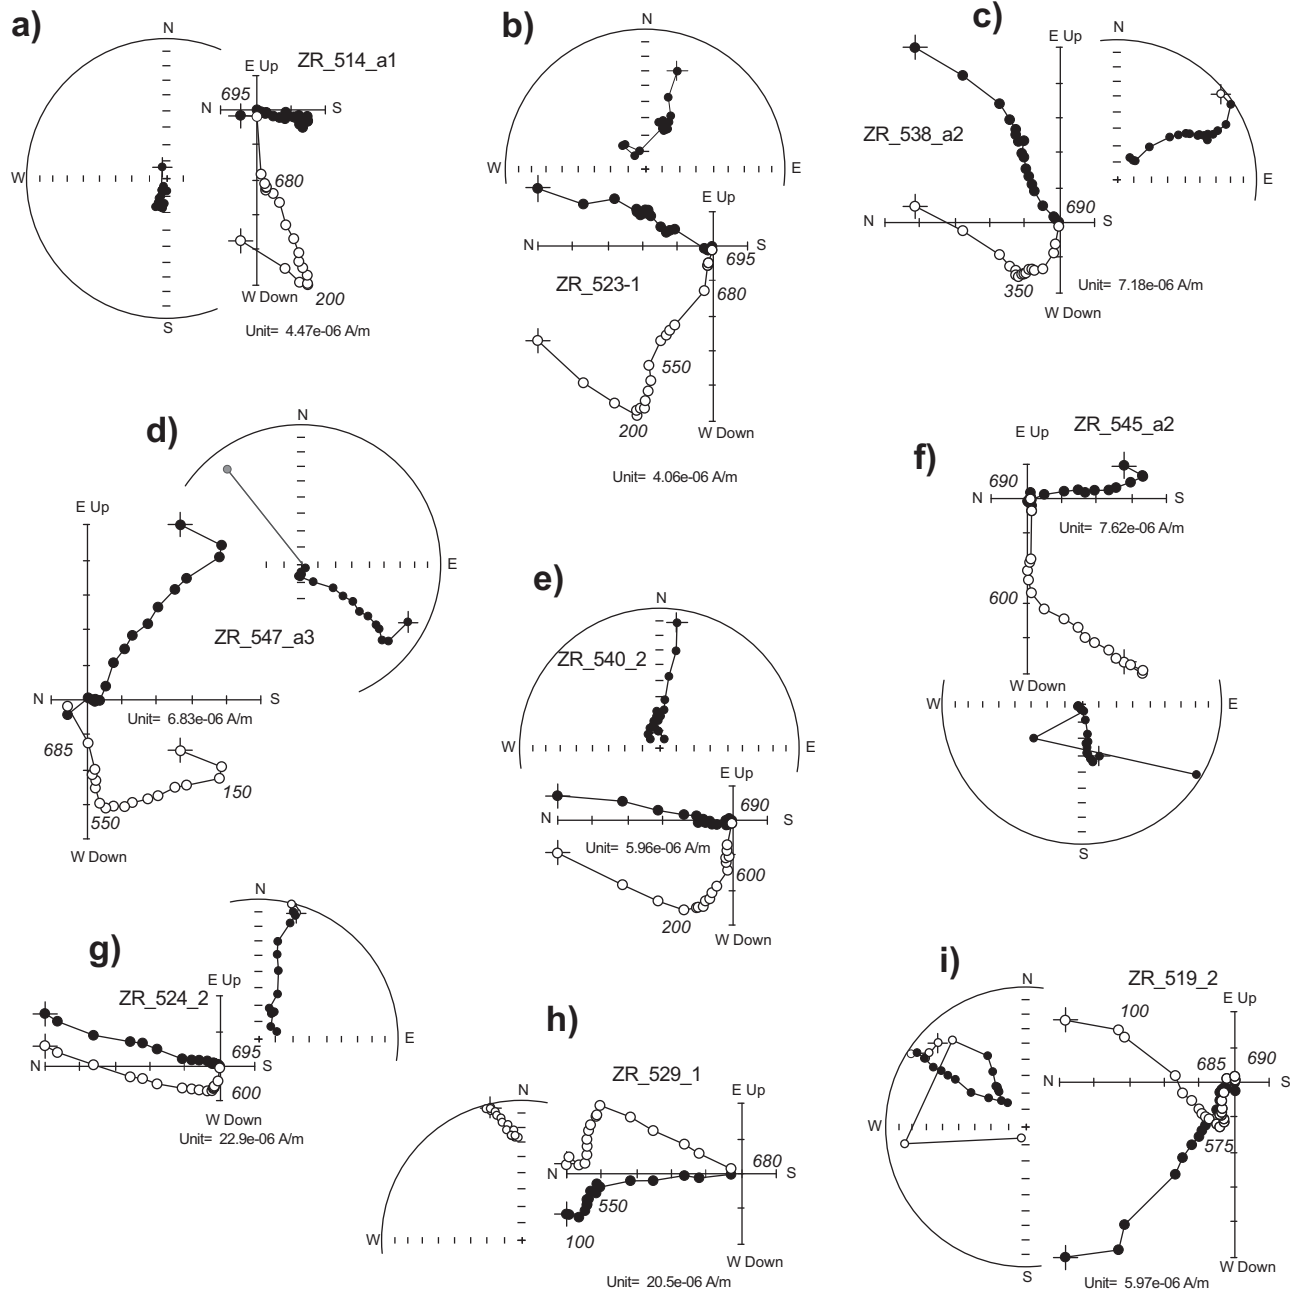 a)
N
W
S
ZR_514_a1
E Up
695
N
S
680
W Down
200
Unit= 4.47e-06 A/m
b)
N
W
E
E Up
N
S
695
ZR_523-1
680
550
200
W Down
Unit= 4.06e-06 A/m
c)
E Up
N
ZR_538_a2
E
690
N
S
350
Unit= 7.18e-06 A/m
W Down
d)
N
E
E Up
ZR_547_a3
N
S
Unit= 6.83e-06 A/m
685
150
550
W Down
e)
N
ZR_540_2
W
E
E Up
690
N
S
Unit= 5.96e-06 A/m
600
200
W Down
f)
E Up
ZR_545_a2
690
N
S
Unit= 7.62e-06 A/m
600
W Down
W
E
S
g)
N
ZR_524_2
E Up
E
695
N
S
600
W Down
Unit= 22.9e-06 A/m
h)
ZR_529_1
N
E Up
680
N
S
550
W
100
W Down
Unit= 20.5e-06 A/m
i)
N
ZR_519_2
E Up
100
685
690
N
S
W
575
S
W Down
Unit= 5.97e-06 A/m